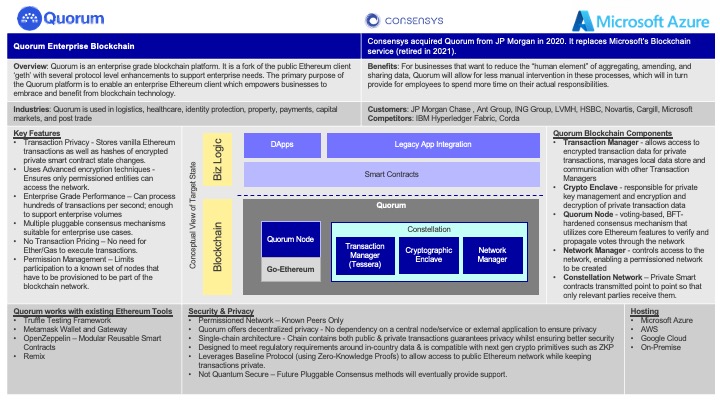 Quorum
CONSENSYS
Microsoft Azure
Quorum Enterprise Blockchain
Consensys acquired Quorum from JP Morgan in 2020. It replaces Microsoft's Blockchain
service (retired in 2021).
Overview: Quorum is an enterprise grade blockchain platform. It is a fork of the public Ethereum client
'geth' with several protocol level enhancements to support enterprise needs. The primary purpose of
the Quorum platform is to enable an enterprise Ethereum client which empowers businesses to
embrace and benefit from blockchain technology.
Benefits: For businesses that want to reduce the "human element" of aggregating, amending, and
sharing data, Quorum will allow for less manual intervention in these processes, which will in turn
provide for employees to spend more time on their actual responsibilities.
Industries: Quorum is used in logistics, healthcare, identity protection, property, payments, capital
markets, and post trade
Customers: JP Morgan Chase , Ant Group, ING Group, LVMH, HSBC, Novartis, Cargill, Microsoft
Competitors: IBM Hyperledger Fabric, Corda
Key Features
• Transaction Privacy - Stores vanilla Ethereum
transactions as well as hashes of encrypted
private smart contract state changes.
• Uses Advanced encryption techniques -
Ensures only permissioned entities can
access the network.
• Enterprise Grade Performance – Can process
hundreds of transactions per second; enough
to support enterprise volumes
• Multiple pluggable consensus mechanisms
suitable for enterprise use cases.
• No Transaction Pricing – No need for
Ether/Gas to execute transactions.
• Permission Management – Limits
participation to a known set of nodes that
have to be provisioned to be part of the
blockchain network.
Conceptual View of Target State
Biz Logic
DApps
Legacy App Integration
Smart Contracts
Blockchain
Quorum
Quorum Node
Go-Ethereum
Constellation
Transaction
Manager
(Tessera)
Cryptographic
Enclave
Network
Manager
Quorum Blockchain Components
• Transaction Manager - allows access to
encrypted transaction data for private
transactions, manages local data store and
communication with other Transaction
Managers
• Crypto Enclave - responsible for private
key management and encryption and
decryption of private transaction data
• Quorum Node - voting-based, BFT-
hardened consensus mechanism that
utilizes core Ethereum features to verify and
propagate votes through the network
• Network Manager - controls access to the
network, enabling a permissioned network
to be created
• Constellation Network – Private Smart
contracts transmitted point to point so that
only relevant parties receive them.
Quorum works with existing Ethereum Tools
• Truffle Testing Framework
• Metamask Wallet and Gateway
• OpenZeppelin – Modular Reusable Smart
Contracts
• Remix
Security & Privacy
• Permissioned Network – Known Peers Only
• Quorum offers decentralized privacy - No dependency on a central node/service or external application to ensure privacy
• Single-chain architecture - Chain contains both public & private transactions guarantees privacy whilst ensuring better security
• Designed to meet regulatory requirements around in-country data & is compatible with next gen crypto primitives such as ZKP
• Leverages Baseline Protocol (using Zero-Knowledge Proofs) to allow access to public Ethereum network while keeping
transactions private.
• Not Quantum Secure – Future Pluggable Consensus methods will eventually provide support.
Hosting
• Microsoft Azure
• AWS
• Google Cloud
• On-Premise